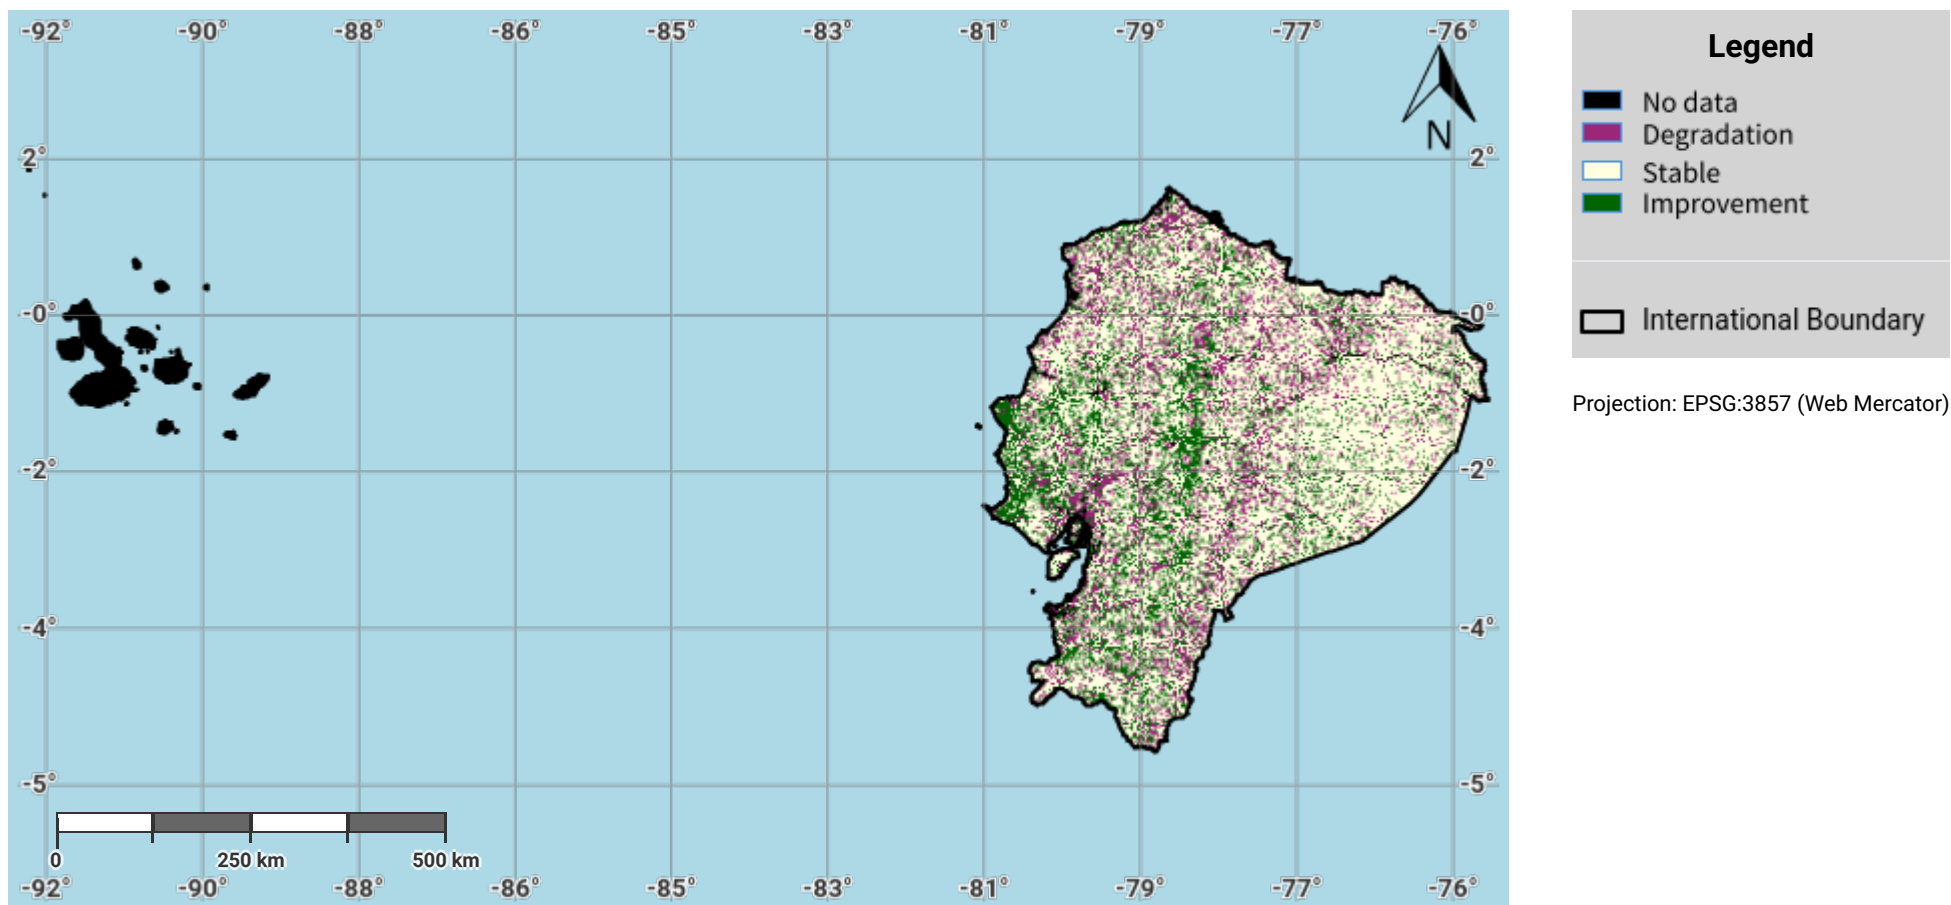 -92° -90° -88° -86° -85° -83° -81° -79° -77° -76°
N
2° 2°
-0° -0°
-2° -2°
-4° -4°
-5° -5°
0 250 km 500 km
-92° -90° -88° -86° -85° -83° -81° -79° -77° -76°
Legend
No data
Degradation
Stable
Improvement
International Boundary
Projection: EPSG:3857 (Web Mercator)